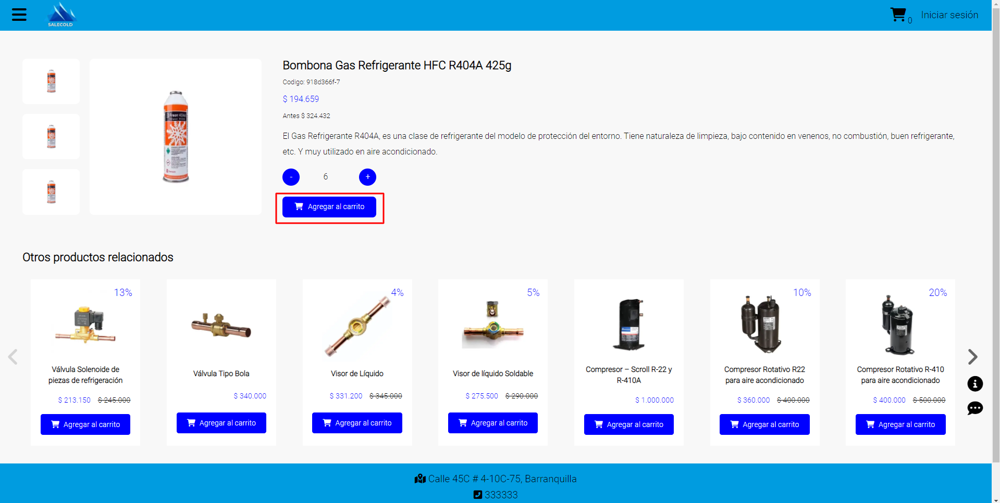 SALECOLD
0
Iniciar sesión
Bombona Gas Refrigerante HFC R404A 425g
Codigo: 918d366f-7
$ 194.659
Antes $ 324.432
El Gas Refrigerante R404A, es una clase de refrigerante del modelo de protección del entorno. Tiene naturaleza de limpieza, bajo contenido en venenos, no combustión, buen refrigerante,
etc. Y muy utilizado en aire acondicionado.
- 6 +
Agregar al carrito
Freon 404A
Otros productos relacionados
13%
Válvula Solenoide de
piezas de refrigeración
$ 213.150 $ 245.000
Agregar al carrito
Válvula Tipo Bola
$ 340.000
Agregar al carrito
4%
Visor de Líquido
$ 331.200 $ 345.000
Agregar al carrito
5%
Visor de líquido Soldable
$ 275.500 $ 290.000
Agregar al carrito
Compresor – Scroll R-22 y
R-410A
$ 1.000.000
Agregar al carrito
10%
Compresor Rotativo R22
para aire acondicionado
$ 360.000 $ 400.000
Agregar al carrito
20%
Compresor Rotativo R-410
para aire acondicionado
$ 400.000 $ 500.000
Agregar al carrito
Calle 45C # 4-10C-75, Barranquilla
333333